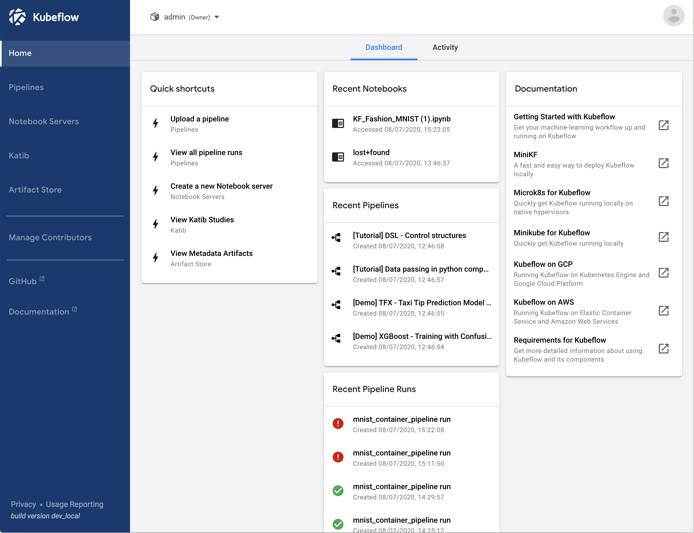 Kubeflow
admin (Owner)
Home
Pipelines
Notebook Servers
Katib
Artifact Store
Manage Contributors
GitHub
Documentation
Privacy • Usage Reporting
build version dev_local
Dashboard
Activity
Quick shortcuts
Upload a pipeline
Pipelines
View all pipeline runs
Pipelines
Create a new Notebook server
Notebook Servers
View Katib Studies
Katib
View Metadata Artifacts
Artifact Store
Recent Notebooks
KF_Fashion_MNIST (1).ipynb
Accessed 08/07/2020, 15:23:05
lost+found
Accessed 08/07/2020, 13:46:37
Recent Pipelines
[Tutorial] DSL - Control structures
Created 08/07/2020, 12:46:58
[Tutorial] Data passing in python comp...
Created 08/07/2020, 12:46:57
[Demo] TFX - Taxi Tip Prediction Model ...
Created 08/07/2020, 12:46:55
[Demo] XGBoost - Training with Confusi...
Created 08/07/2020, 12:46:54
Recent Pipeline Runs
mnist_container_pipeline run
Created 08/07/2020, 15:22:08
mnist_container_pipeline run
Created 08/07/2020, 15:11:50
mnist_container_pipeline run
Created 08/07/2020, 14:29:57
mnist_container_pipeline run
Created 08/07/2020, 14:25:12
Documentation
Getting Started with Kubeflow
Get your machine-learning workflow up and
running on Kubeflow
MiniKF
A fast and easy way to deploy Kubeflow
locally
Microk8s for Kubeflow
Quickly get Kubeflow running locally on
native hypervisors
Minikube for Kubeflow
Quickly get Kubeflow running locally
Kubeflow on GCP
Running Kubeflow on Kubernetes Engine and
Google Cloud Platform
Kubeflow on AWS
Running Kubeflow on Elastic Container
Service and Amazon Web Services
Requirements for Kubeflow
Get more detailed information about using
Kubeflow and its components